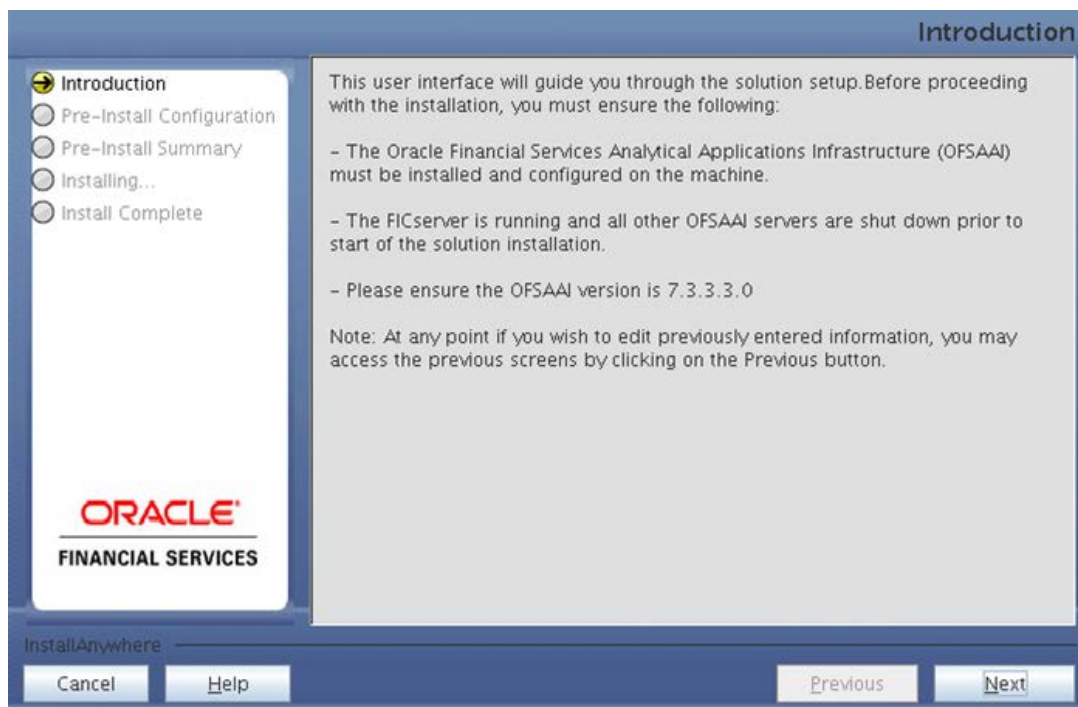 Introduction
Introduction
Pre-Install Configuration
Pre-Install Summary
Installing...
Install Complete
ORACLE
FINANCIAL SERVICES
This user interface will guide you through the solution setup.Before proceeding
with the installation, you must ensure the following:
- The Oracle Financial Services Analytical Applications Infrastructure (OFSAAI)
must be installed and configured on the machine.
- The FICserver is running and all other OFSAAI servers are shut down prior to
start of the solution installation.
- Please ensure the OFSAAI version is 7.3.3.3.0
Note: At any point if you wish to edit previously entered information, you may
access the previous screens by clicking on the Previous button.
InstallAnywhere
Cancel
Help
Previous
Next